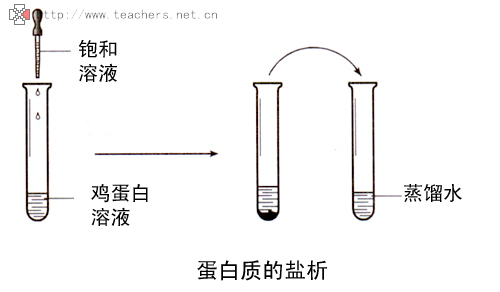 http://www.teachers.net.cn
饱和
溶液
鸡蛋白
溶液
蒸馏水
蛋白质的盐析